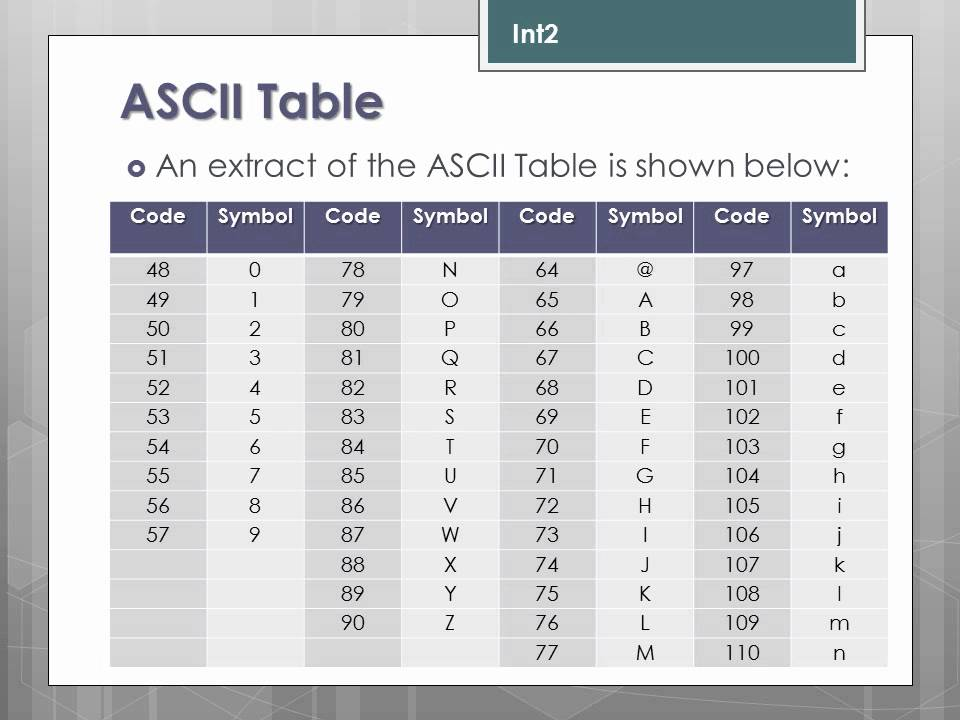 Int2
ASCII Table
An extract of the ASCII Table is shown below:
Code Symbol Code Symbol Code Symbol Code Symbol
48 0 78 N 64 @ 97 a
49 1 79 O 65 A 98 b
50 2 80 P 66 B 99 c
51 3 81 Q 67 C 100 d
52 4 82 R 68 D 101 e
53 5 83 S 69 E 102 f
54 6 84 T 70 F 103 g
55 7 85 U 71 G 104 h
56 8 86 V 72 H 105 i
57 9 87 W 73 I 106 j
88 X 74 J 107 k
89 Y 75 K 108 l
90 Z 76 L 109 m
77 M 110 n